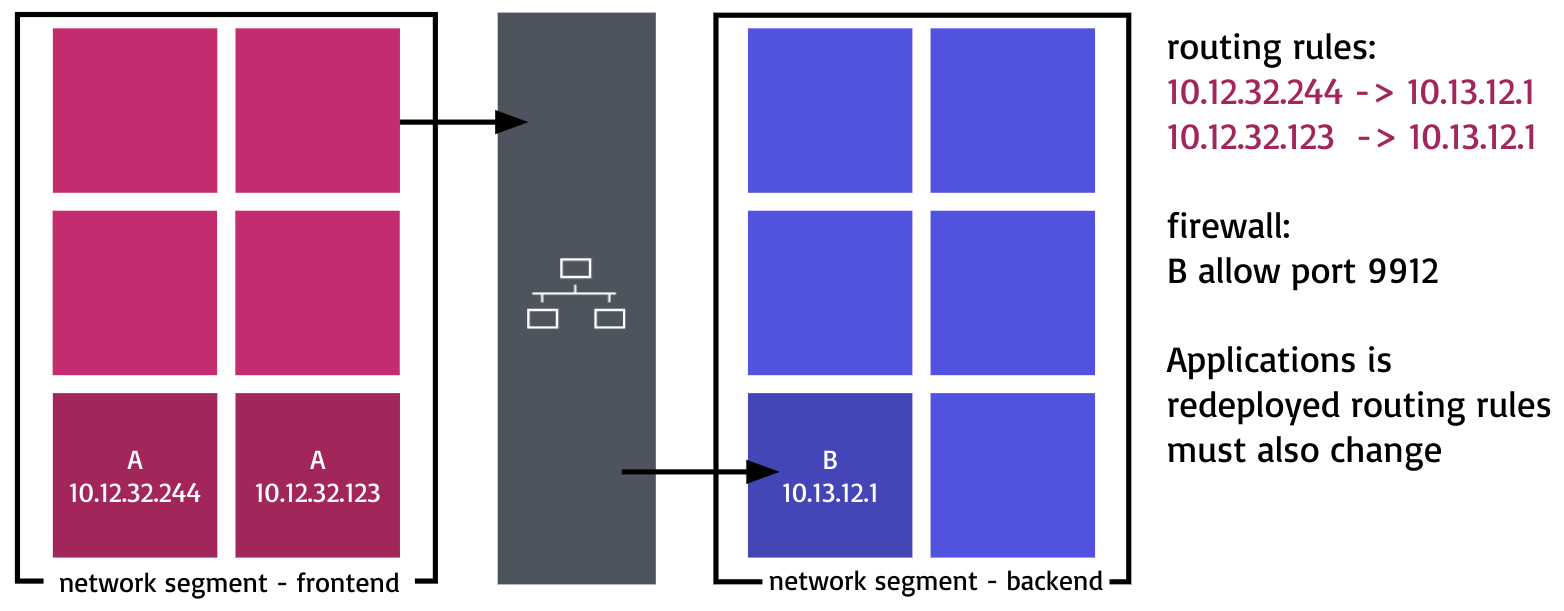 A
10.12.32.244
A
10.12.32.123
network segment - frontend
B
10.13.12.1
network segment - backend
routing rules:
10.12.32.244 -> 10.13.12.1
10.12.32.123 -> 10.13.12.1
firewall:
B allow port 9912
Applications is
redeployed routing rules
must also change